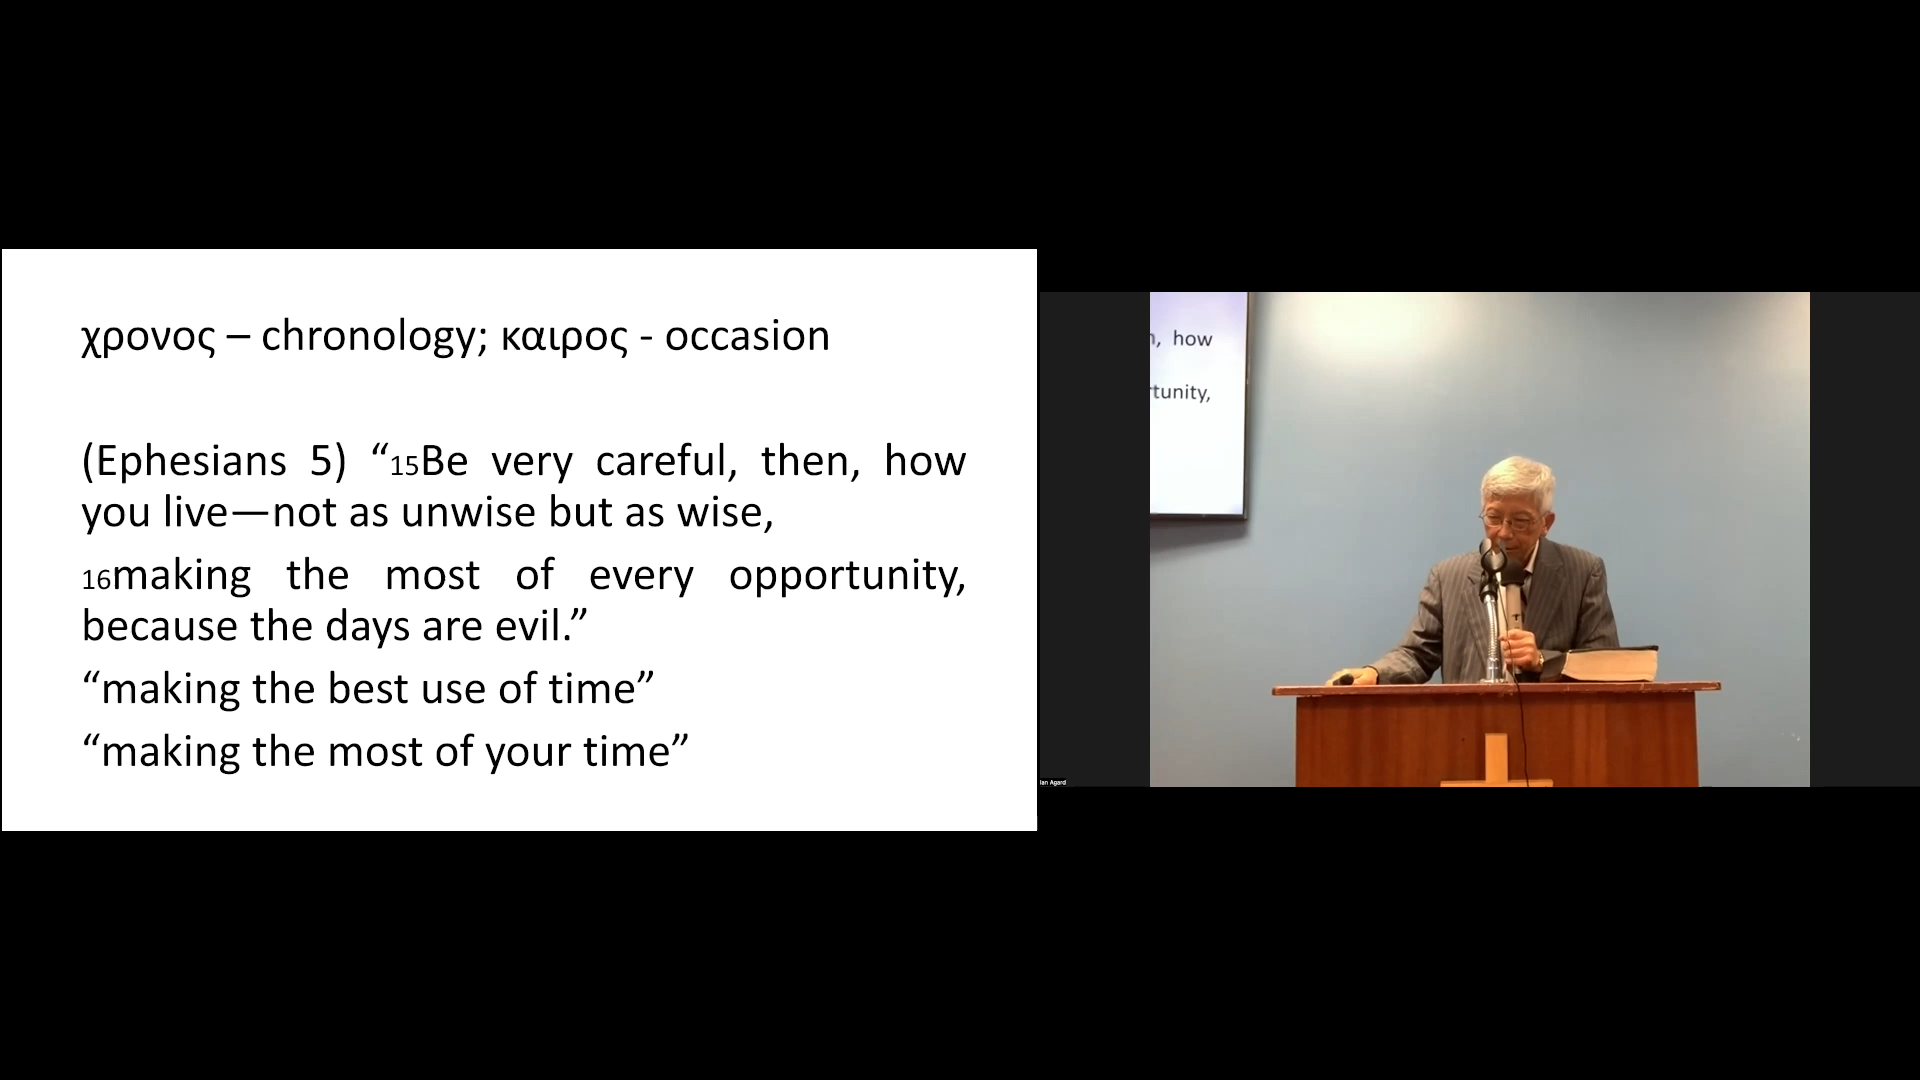 χρονος – chronology; καιρος - occasion
(Ephesians 5) “15Be very careful, then, how
you live—not as unwise but as wise,
16making the most of every opportunity,
because the days are evil.”
“making the best use of time”
“making the most of your time”
how
Ian Agard